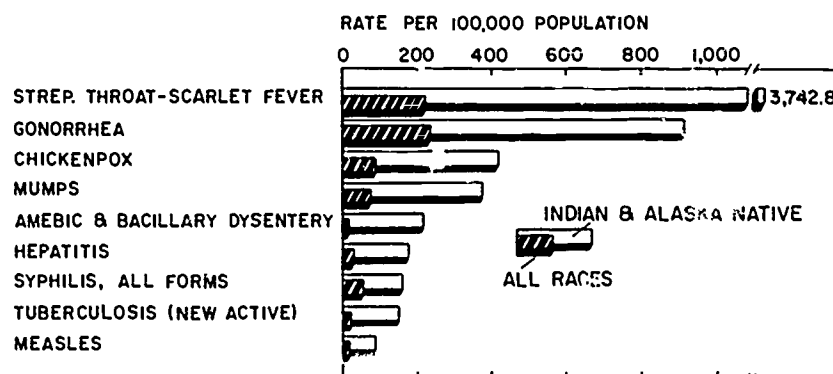 RATE PER 100,000 POPULATION
0 200 400 600 800 1,000
STREP. THROAT-SCARLET FEVER 3,742.8
GONORRHEA
CHICKENPOX
MUMPS
AMEBIC & BACILLARY DYSENTERY
INDIAN & ALASKA NATIVE
HEPATITIS
ALL RACES
SYPHILIS, ALL FORMS
TUBERCULOSIS (NEW ACTIVE)
MEASLES